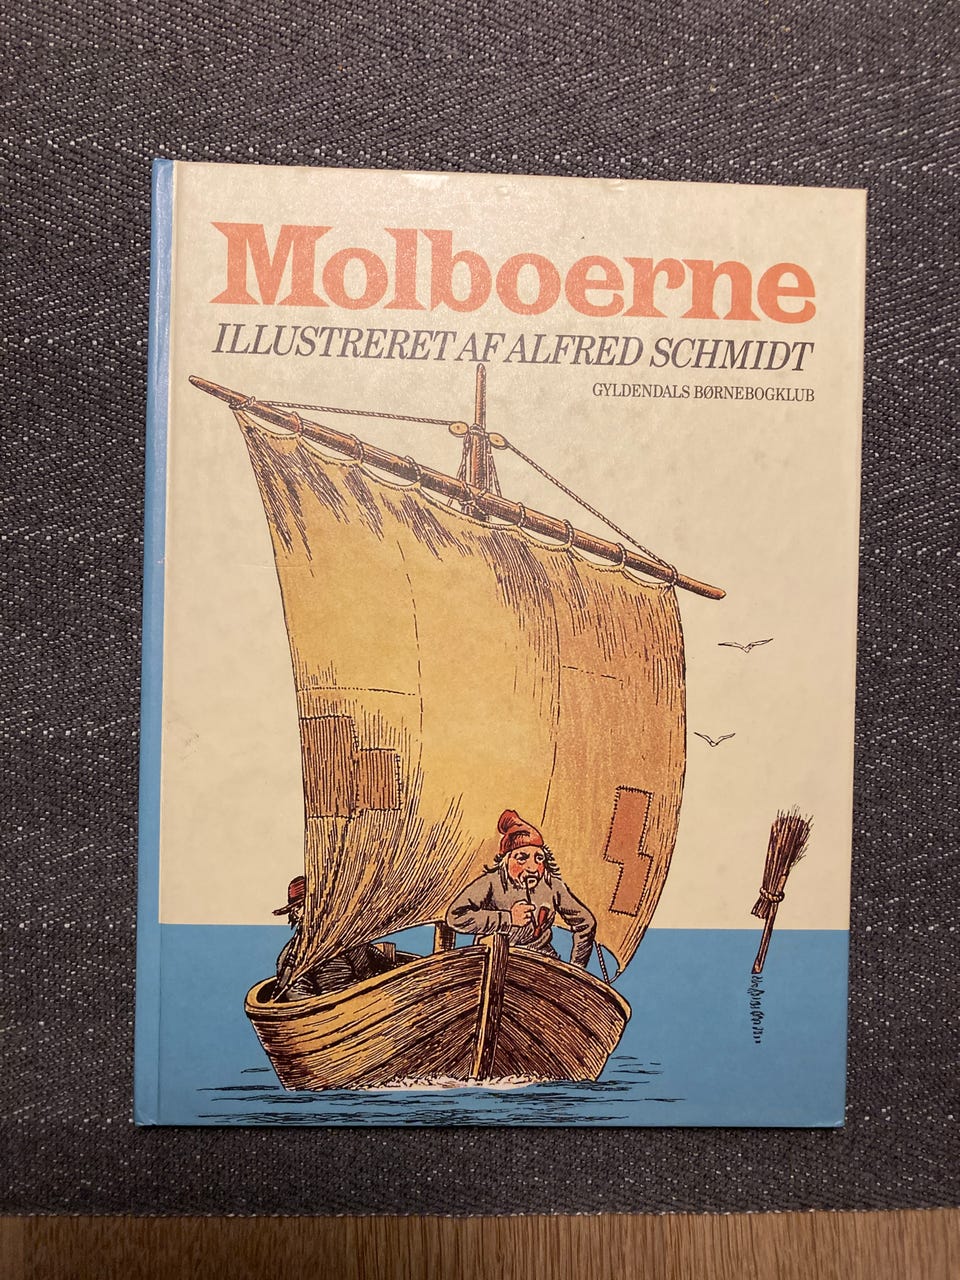 Molboerne
ILLUSTRERET AF ALFRED SCHMIDT
GYLDENDALS BØRNEBOGKLUB